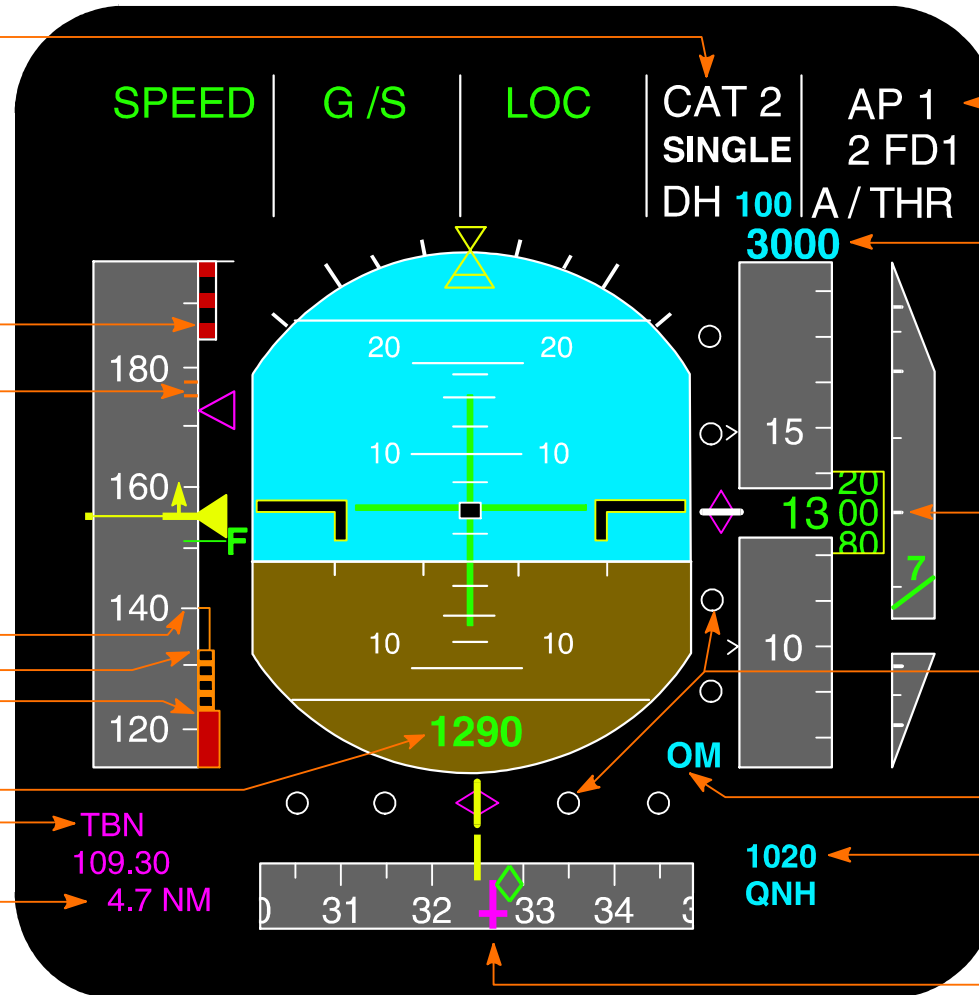 SPEED G /S LOC CAT 2 AP 1
SINGLE 2 FD1
DH 100 A / THR
3000
20 20
180
15
10 10
160
20
13 00
80
F
7
140
10 10
10
120
1290
OM
TBN
109.30
4.7 NM
1020
QNH
0 31 32 33 34 3